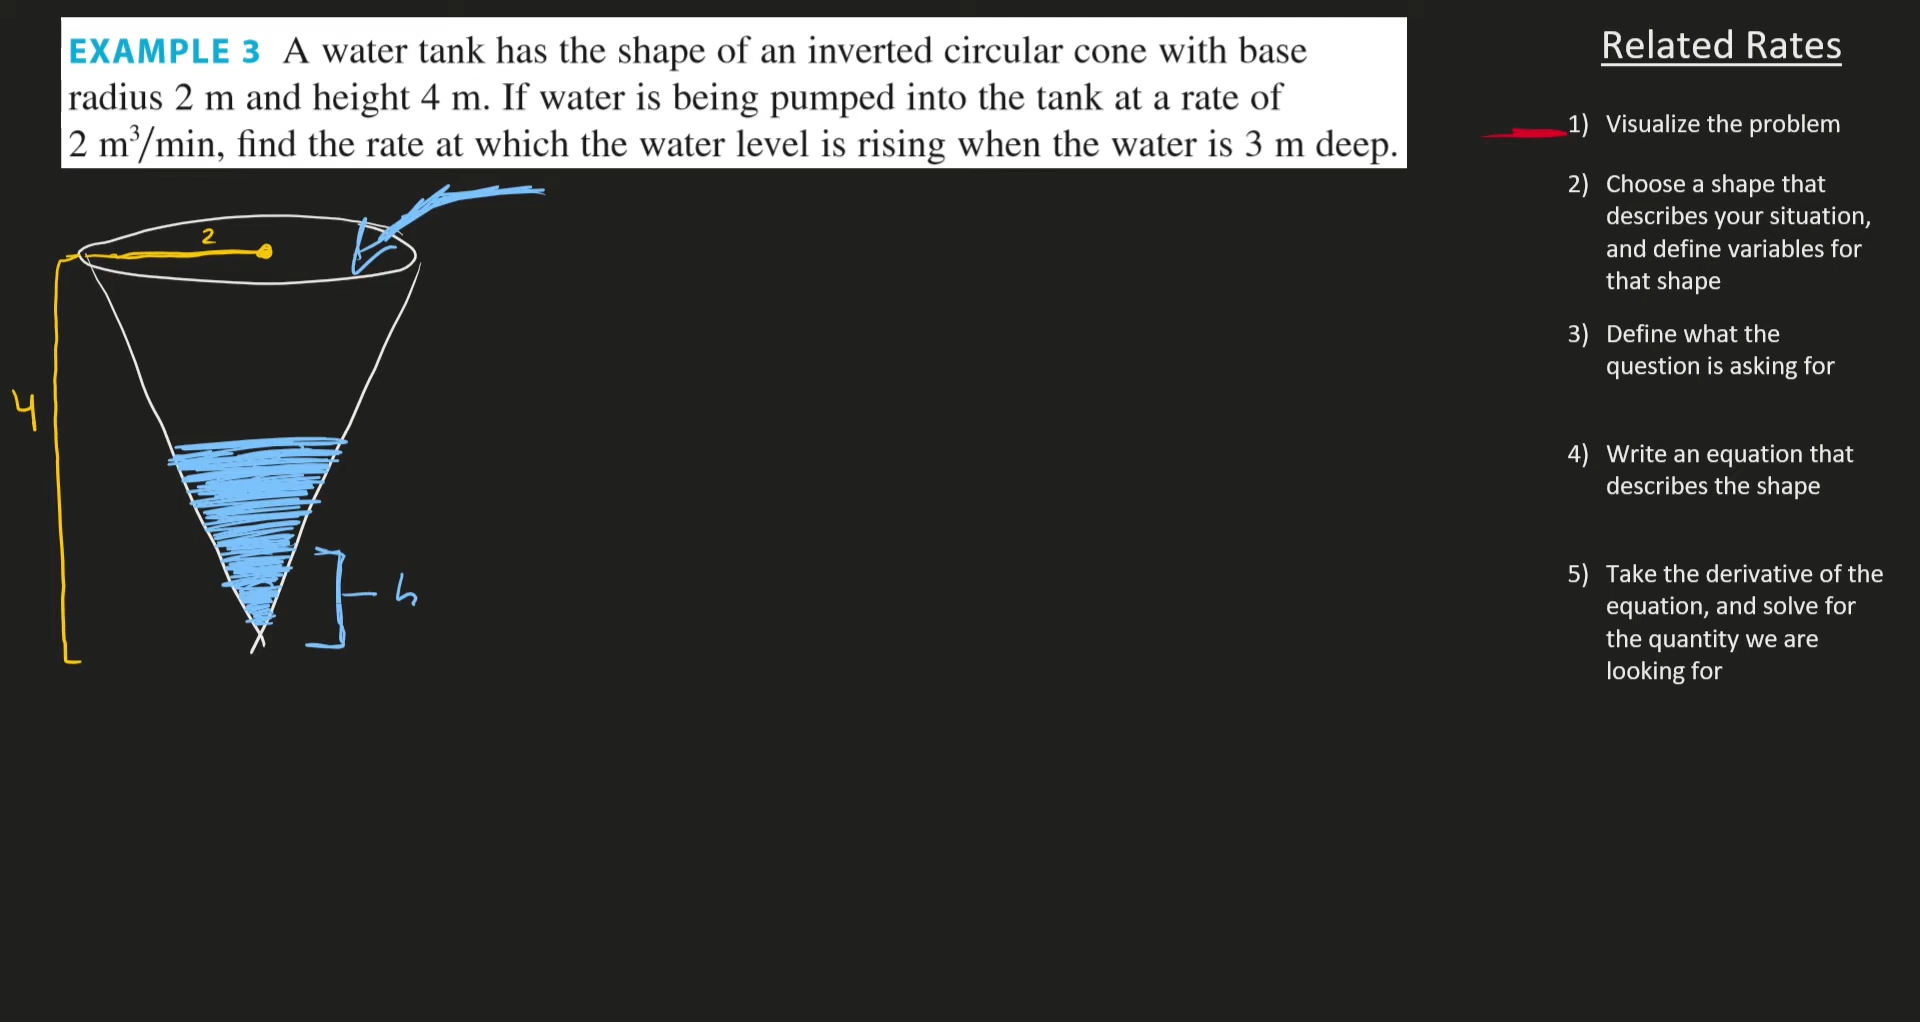 EXAMPLE 3 A water tank has the shape of an inverted circular cone with base
radius 2 m and height 4 m. If water is being pumped into the tank at a rate of
2 m³/min, find the rate at which the water level is rising when the water is 3 m deep.
2
4
h
Related Rates
1) Visualize the problem
2) Choose a shape that
describes your situation,
and define variables for
that shape
3) Define what the
question is asking for
4) Write an equation that
describes the shape
5) Take the derivative of the
equation, and solve for
the quantity we are
looking for